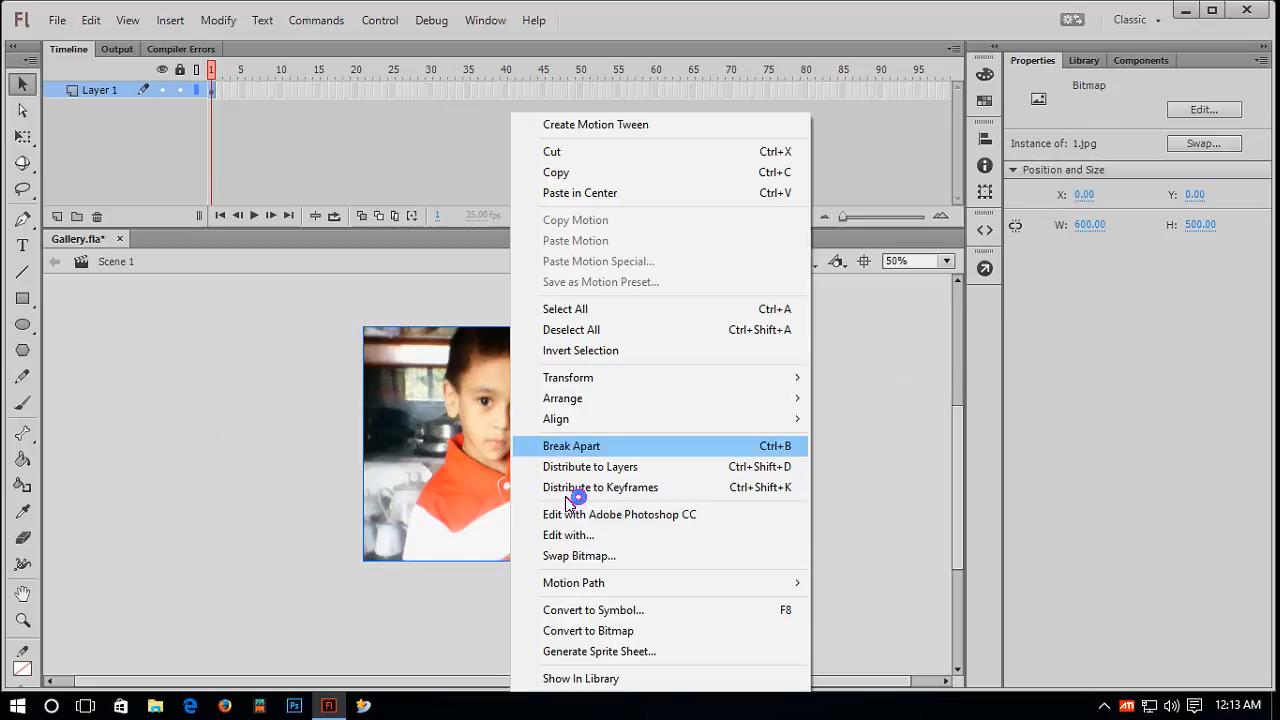 Fl File Edit View Insert Modify Text Commands Control Debug Window Help Classic
Timeline Output Compiler Errors
Properties Library Components
1 5 10 15 20 25 30 35 40 45 50 55 60 65 70 75 80 85 90 95
Layer 1
Bitmap
Edit...
Instance of: 1.jpg Swap...
Position and Size
X: 0.00 Y: 0.00
W: 600.00 H: 500.00
1 35.00 fps
Gallery.fla*
Scene 1
50%
Create Motion Tween
Cut Ctrl+X
Copy Ctrl+C
Paste in Center Ctrl+V
Copy Motion
Paste Motion
Paste Motion Special...
Save as Motion Preset...
Select All Ctrl+A
Deselect All Ctrl+Shift+A
Invert Selection
Transform
Arrange
Align
Break Apart Ctrl+B
Distribute to Layers Ctrl+Shift+D
Distribute to Keyframes Ctrl+Shift+K
Edit with Adobe Photoshop CC
Edit with...
Swap Bitmap...
Motion Path
Convert to Symbol... F8
Convert to Bitmap
Generate Sprite Sheet...
Show In Library
Ps Fl ATI 12:13 AM